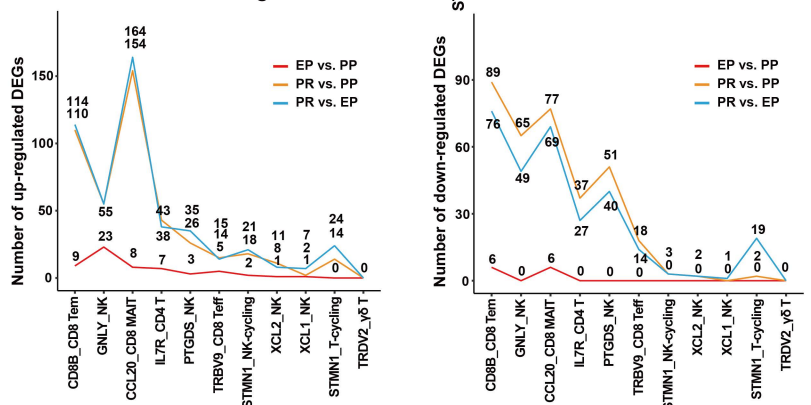 Number of up-regulated DEGs
150
100
50
0
EP vs. PP
PR vs. PP
PR vs. EP
114
110
9
55
23
164
154
8
43
38
7
35
26
3
15
14
5
21
18
2
11
8
1
7
2
1
24
14
0
0
CD8B_CD8 Tem
GNLY_NK
CCL20_CD8 MAIT
IL7R_CD4 T
PTGDS_NK
TRBV9_CD8 Teff
STMN1_NK-cycling
XCL2_NK
XCL1_NK
STMN1_T-cycling
TRDV2_γδ T
Number of down-regulated DEGs
90
60
30
0
EP vs. PP
PR vs. PP
PR vs. EP
89
76
6
65
49
0
77
69
6
37
27
0
51
40
0
18
14
0
3
0
2
0
1
0
19
2
0
0
CD8B_CD8 Tem
GNLY_NK
CCL20_CD8 MAIT
IL7R_CD4 T
PTGDS_NK
TRBV9_CD8 Teff
STMN1_NK-cycling
XCL2_NK
XCL1_NK
STMN1_T-cycling
TRDV2_γδ T